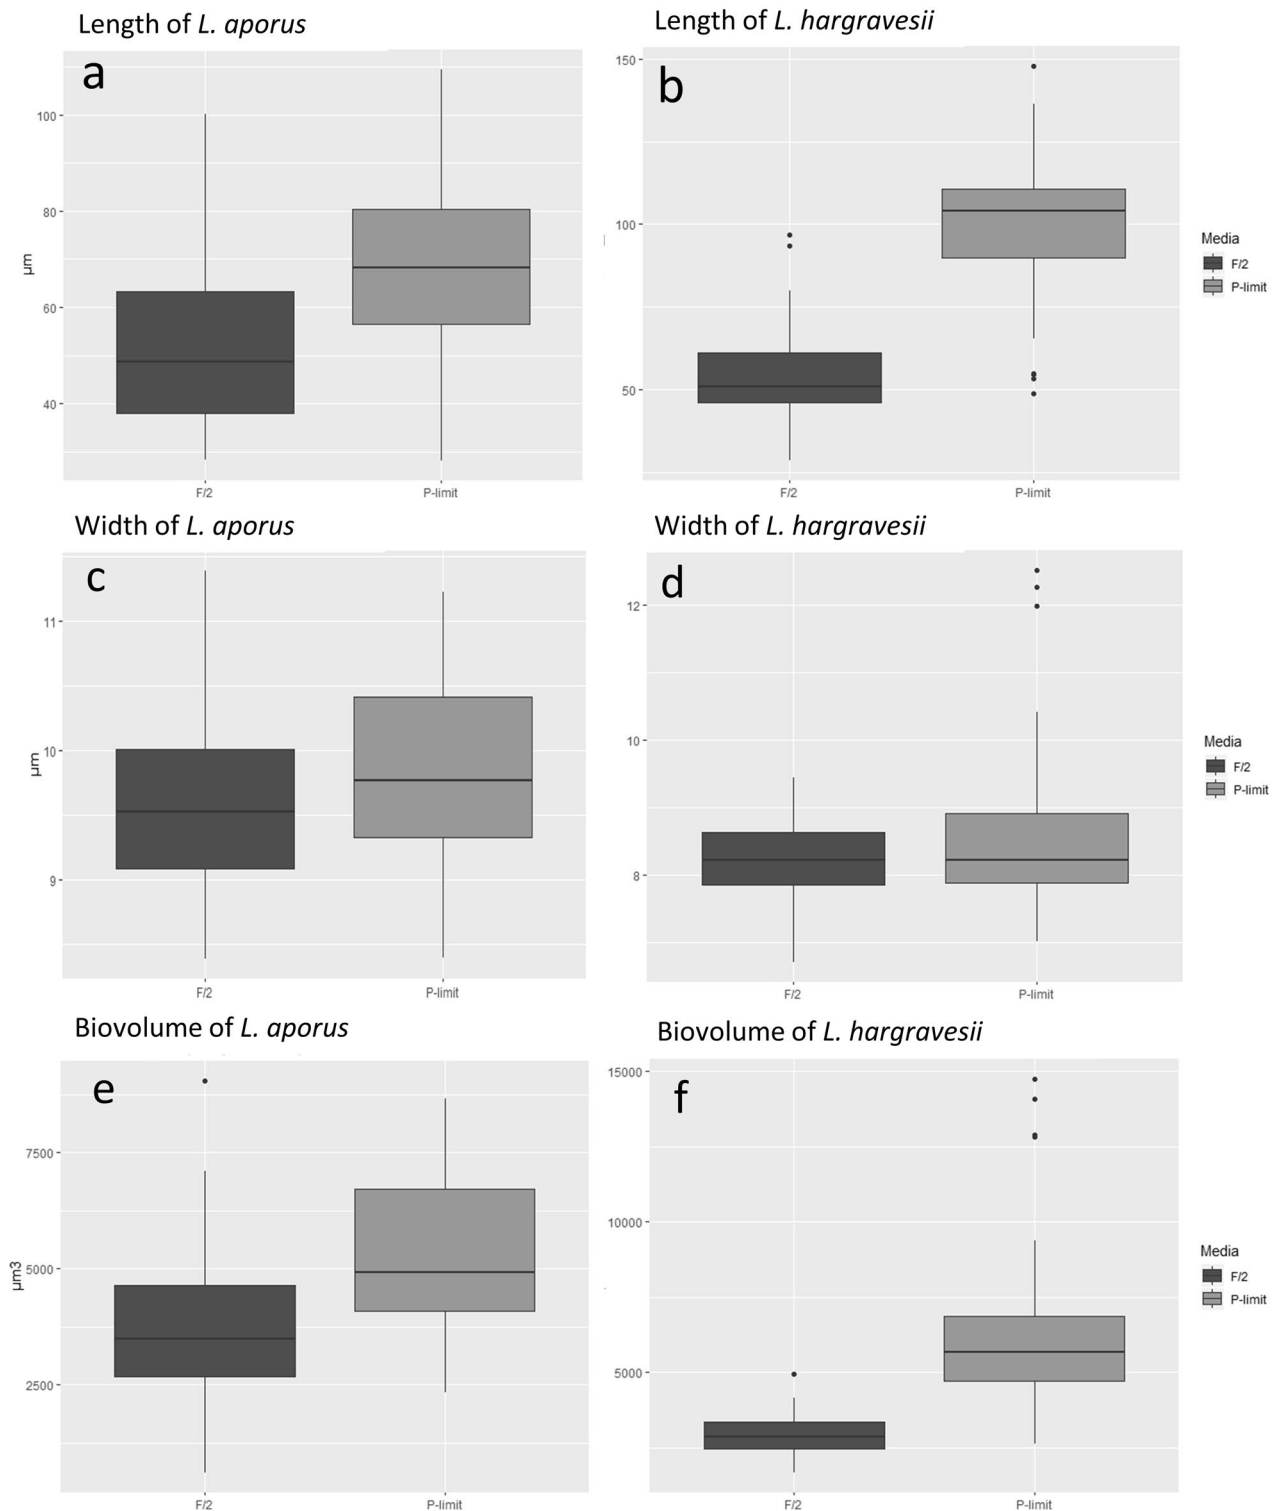 Length of L. aporus
Length of L. hargravesii
a
b
100
80
60
40
µm
F/2
P-limit
150
100
50
F/2
P-limit
Media
F/2
P-limit
Width of L. aporus
Width of L. hargravesii
c
d
11
10
9
µm
F/2
P-limit
12
10
8
F/2
P-limit
Media
F/2
P-limit
Biovolume of L. aporus
Biovolume of L. hargravesii
e
f
7500
5000
2500
µm3
F/2
P-limit
15000
10000
5000
F/2
P-limit
Media
F/2
P-limit